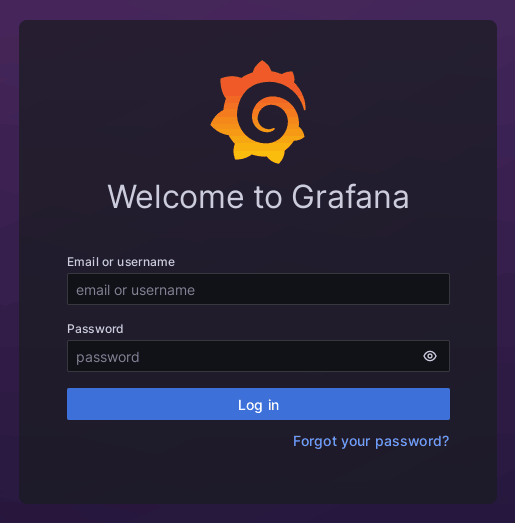 Welcome to Grafana
Email or username
email or username
Password
password
Log in
Forgot your password?